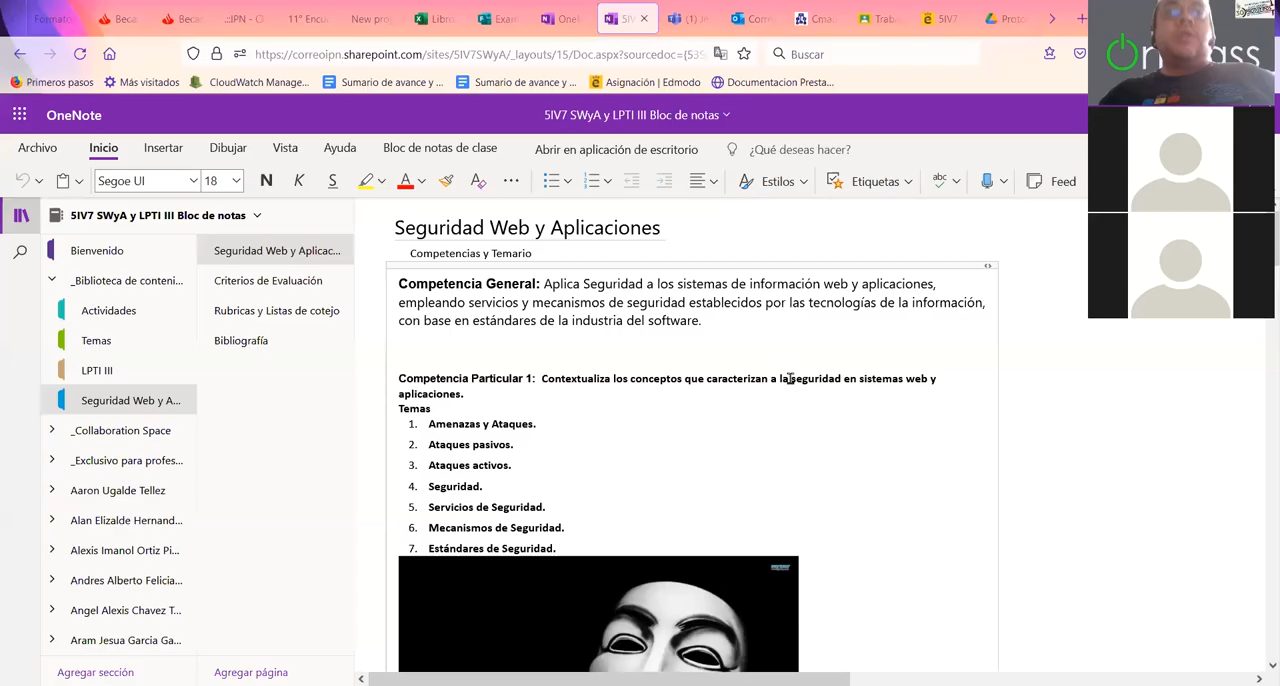 Format
Beca
Beca
.::IPN - C
11° Encu
New pro
Libre
Exam
OneN
5IV
(1) Je
Corre
Cma
Trab
5IV7
Proto
https://correoipn.sharepoint.com/sites/5IV7SWyA/_layouts/15/Doc.aspx?sourcedoc={539
Buscar
Primeros pasos
Más visitados
CloudWatch Manage...
Sumario de avance y ...
Sumario de avance y ...
Asignación | Edmodo
Documentacion Presta...
OneNote
5IV7 SWyA y LPTI III Bloc de notas
Archivo Inicio Insertar Dibujar Vista Ayuda Bloc de notas de clase Abrir en aplicación de escritorio ¿Qué deseas hacer?
Segoe UI 18 N K S A Estilos Etiquetas abc Feed
5IV7 SWyA y LPTI III Bloc de notas
Bienvenido
_Biblioteca de conteni...
Actividades
Temas
LPTI III
Seguridad Web y A...
_Collaboration Space
_Exclusivo para profes...
Aaron Ugalde Tellez
Alan Elizalde Hernand...
Alexis Imanol Ortiz Pi...
Andres Alberto Felicia...
Angel Alexis Chavez T...
Aram Jesua Garcia Ga...
Agregar sección
Seguridad Web y Aplicac...
Criterios de Evaluación
Rubricas y Listas de cotejo
Bibliografía
Agregar página
Seguridad Web y Aplicaciones
Competencias y Temario
Competencia General: Aplica Seguridad a los sistemas de información web y aplicaciones,
empleando servicios y mecanismos de seguridad establecidos por las tecnologías de la información,
con base en estándares de la industria del software.
Competencia Particular 1: Contextualiza los conceptos que caracterizan a la seguridad en sistemas web y
aplicaciones.
Temas
1. Amenazas y Ataques.
2. Ataques pasivos.
3. Ataques activos.
4. Seguridad.
5. Servicios de Seguridad.
6. Mecanismos de Seguridad.
7. Estándares de Seguridad.